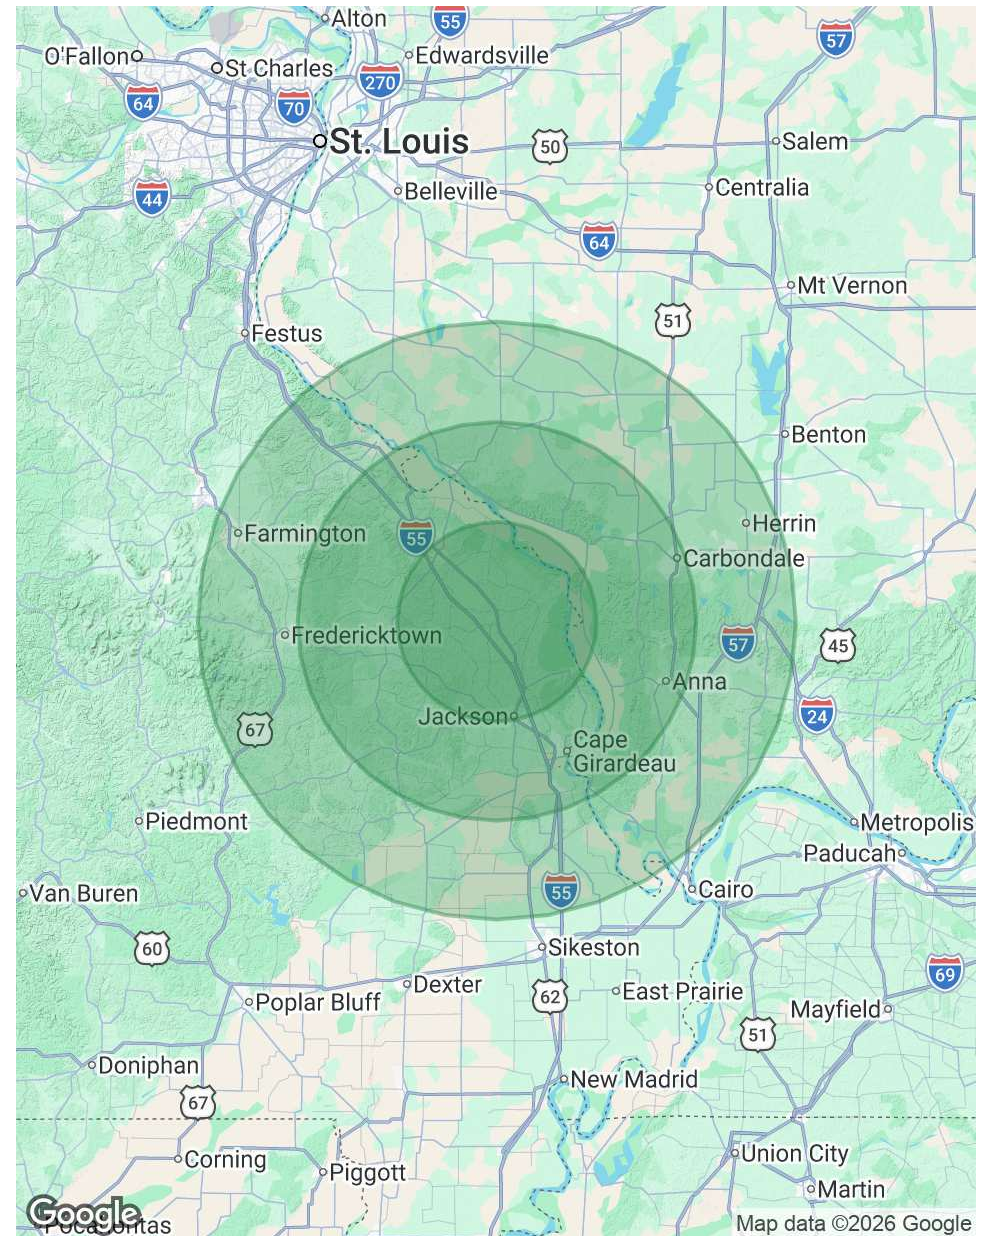 Alton
55
57
O'Fallon
Edwardsville
St Charles
270
64
70
St. Louis
50
Salem
Belleville
Centralia
44
64
Mt Vernon
51
Festus
Benton
Herrin
Farmington
55
Carbondale
Fredericktown
57
45
Anna
Jackson
24
67
Cape
Girardeau
Piedmont
Metropolis
Paducah
Van Buren
55
Cairo
60
Sikeston
69
Dexter
East Prairie
Poplar Bluff
62
Mayfield
51
Doniphan
New Madrid
67
Union City
Corning
Piggott
Martin
Google
Pocahontas
Map data ©2026 Google